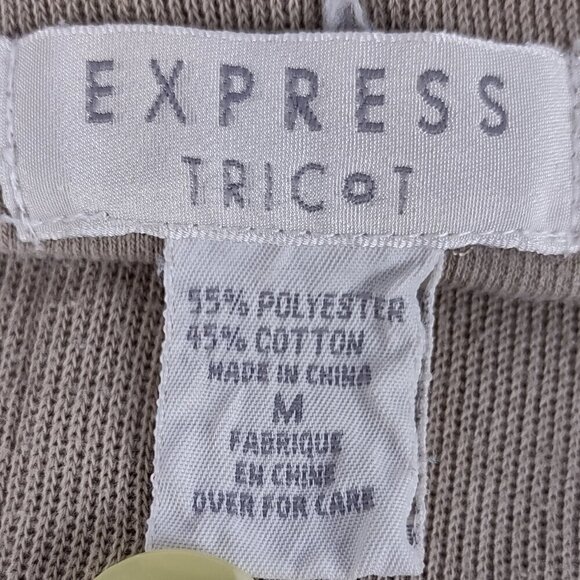 EXPRESS
TRICOT
55% POLYESTER
45% COTTON
MADE IN CHINA
M
FABRIQUE
EN CHINE
OVER FOR CARE